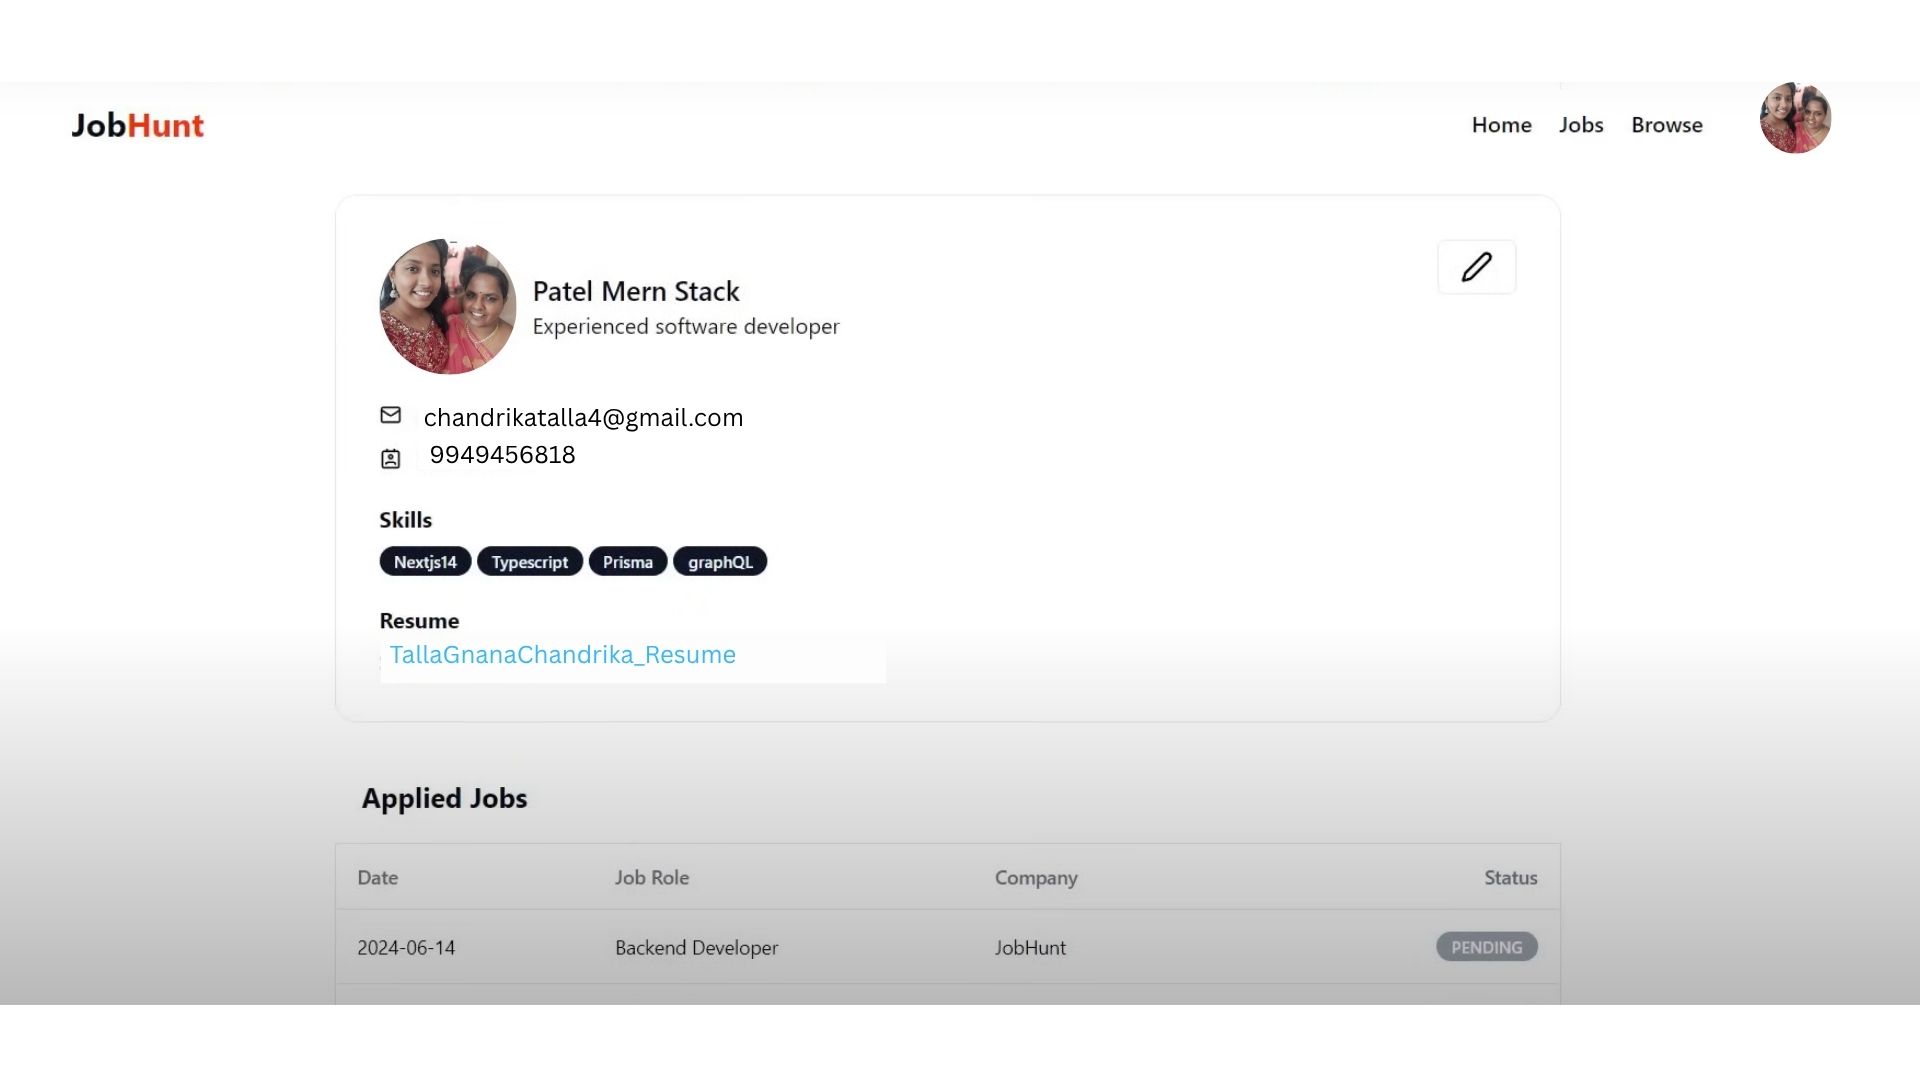 JobHunt
Home Jobs Browse
Patel Mern Stack
Experienced software developer
chandrikatalla4@gmail.com
9949456818
Skills
Nextjs14 Typescript Prisma graphQL
Resume
TallaGnanaChandrika_Resume
Applied Jobs
Date Job Role Company Status
2024-06-14 Backend Developer JobHunt PENDING